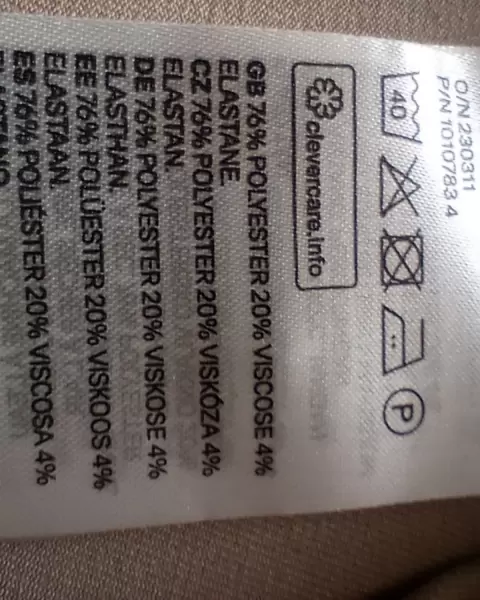 O/N 230311
P/N 1010783 4
40
P
clevercare.info
GB 76% POLYESTER 20% VISCOSE 4%
ELASTANE.
CZ 76% POLYESTER 20% VISKÓZA 4%
ELASTAN.
DE 76% POLYESTER 20% VISKOSE 4%
ELASTHAN.
EE 76% POLÜESTER 20% VISKOOS 4%
ELASTAAN.
ES 76% POLIÉSTER 20% VISCOSA 4%